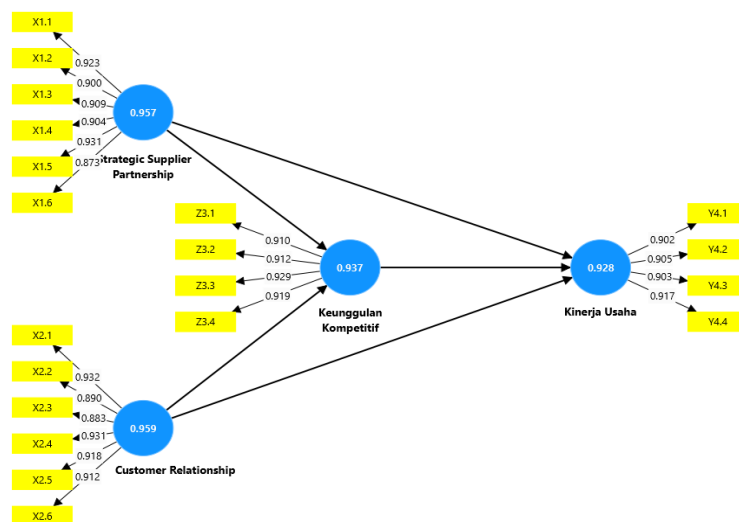 X1.1
X1.2
X1.3
X1.4
X1.5
X1.6
0.923
0.900
0.909
0.904
0.931
0.873
0.957
Supplier
Partnership
Z3.1
Z3.2
Z3.3
Z3.4
0.910
0.912
0.929
0.919
0.937
Keunggulan
Kompetitif
0.928
Kinerja Usaha
0.902
0.905
0.903
0.917
Y4.1
Y4.2
Y4.3
Y4.4
X2.1
X2.2
X2.3
X2.4
X2.5
X2.6
0.932
0.890
0.883
0.931
0.918
0.912
0.959
Customer Relationship